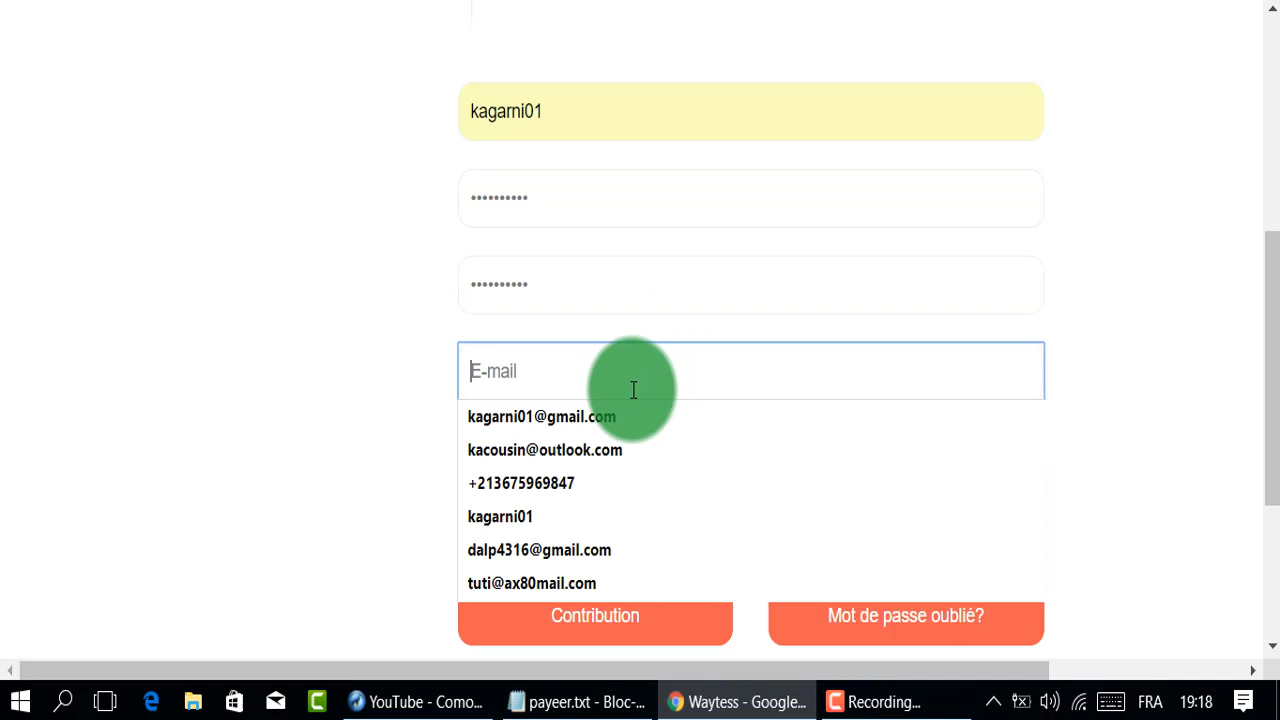 kagarni01
••••••••••
••••••••••
E-mail
kagarni01@gmail.com
kacousin@outlook.com
+213675969847
kagarni01
dalp4316@gmail.com
tuti@ax80mail.com
Contribution
Mot de passe oublié?
YouTube - Como...
payeer.txt - Bloc-...
Waytess - Google...
Recording...
FRA
19:18